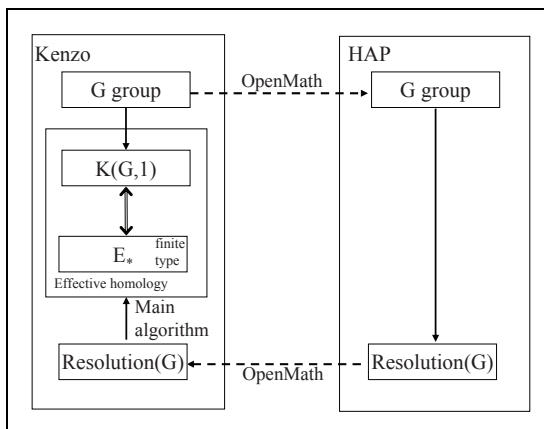 Kenzo
HAP
G group
OpenMath
G group
K(G,1)
E*
finite
type
Effective homology
Main
algorithm
Resolution(G)
OpenMath
Resolution(G)